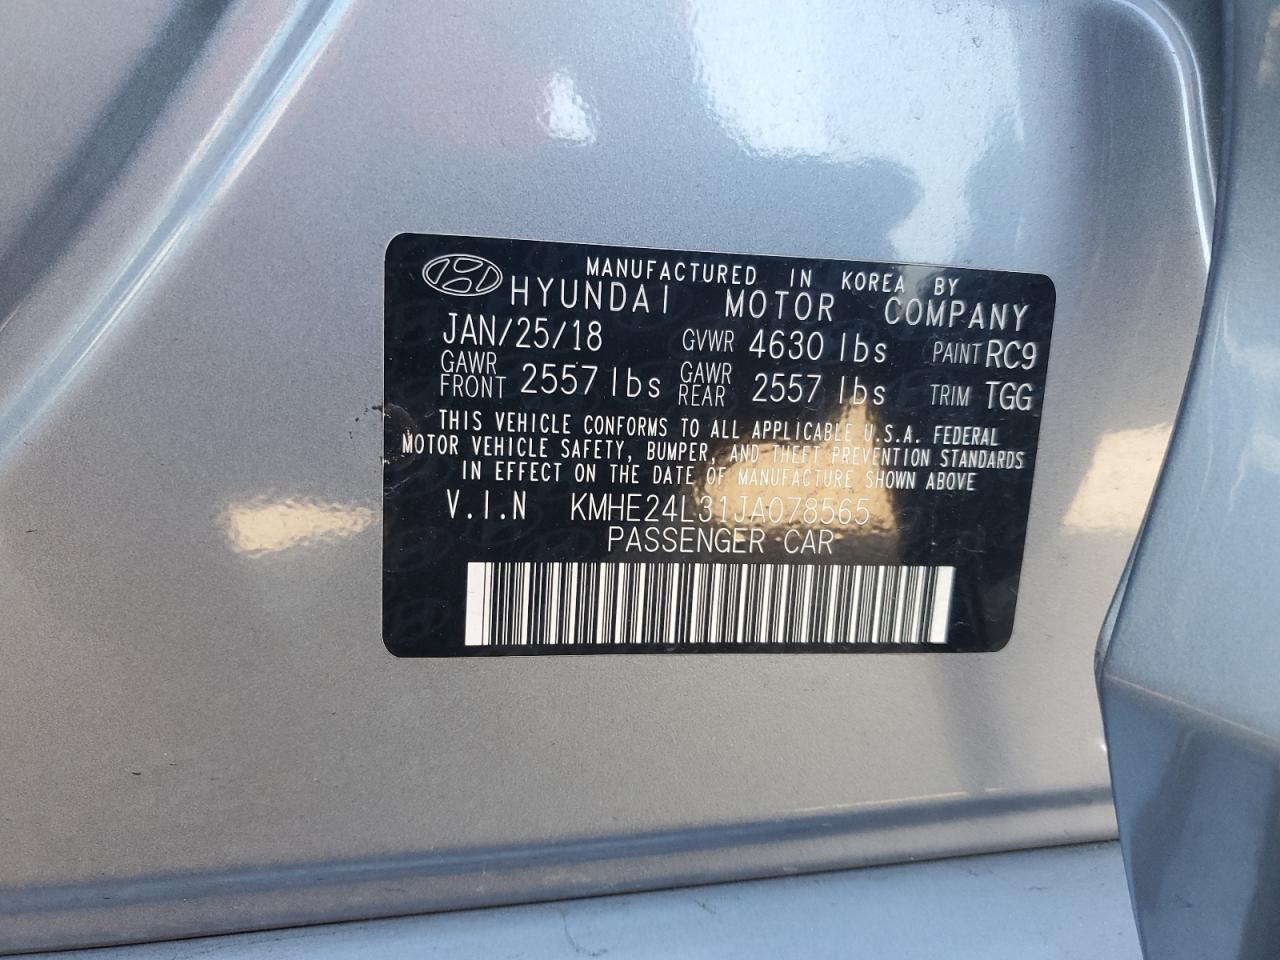 MANUFACTURED IN KOREA BY
HYUNDAI MOTOR COMPANY
JAN/25/18 GVWR 4630 lbs PAINT RC9
GAWR FRONT 2557 lbs GAWR REAR 2557 lbs TRIM TGG
THIS VEHICLE CONFORMS TO ALL APPLICABLE U.S.A. FEDERAL
MOTOR VEHICLE SAFETY, BUMPER, AND THEFT PREVENTION STANDARDS
IN EFFECT ON THE DATE OF MANUFACTURE SHOWN ABOVE
V.I.N KMHE24L31JA078565
PASSENGER CAR